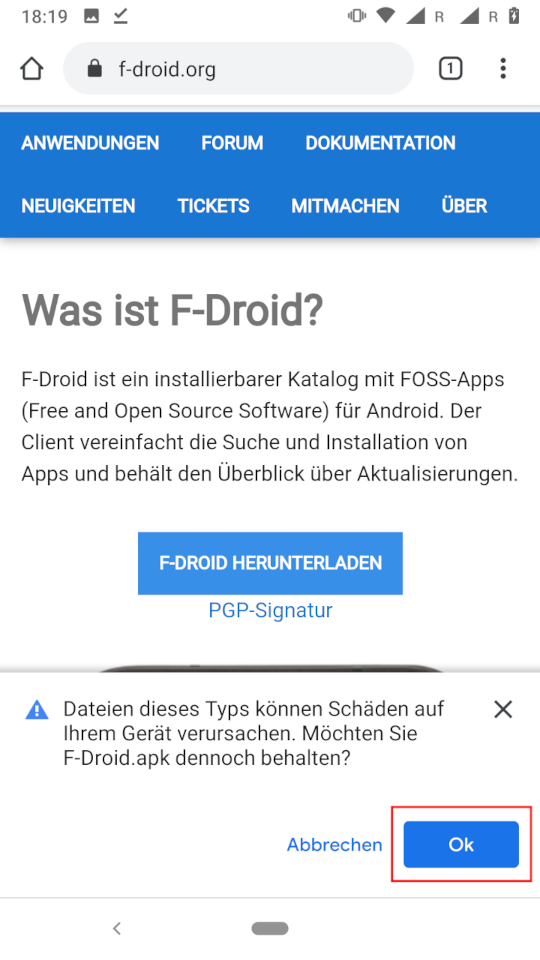 18:19 R R
f-droid.org 1
ANWENDUNGEN FORUM DOKUMENTATION
NEUIGKEITEN TICKETS MITMACHEN ÜBER
Was ist F-Droid?
F-Droid ist ein installierbarer Katalog mit FOSS-Apps
(Free and Open Source Software) für Android. Der
Client vereinfacht die Suche und Installation von
Apps und behält den Überblick über Aktualisierungen.
F-DROID HERUNTERLADEN
PGP-Signatur
Dateien dieses Typs können Schäden auf
Ihrem Gerät verursachen. Möchten Sie
F-Droid.apk dennoch behalten?
Abbrechen Ok